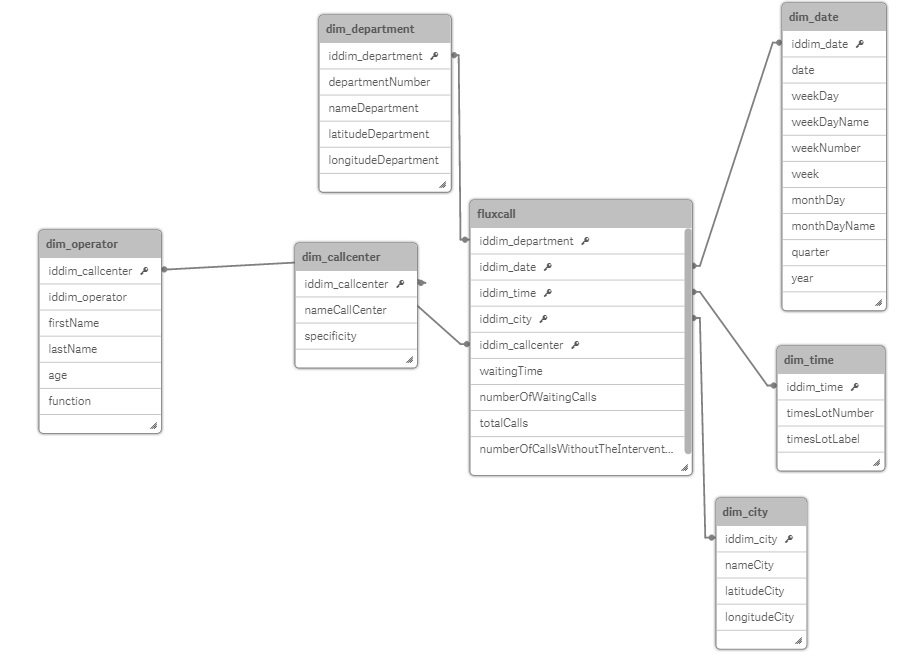 dim_department
iddim_department
departmentNumber
nameDepartment
latitudeDepartment
longitudeDepartment
dim_date
iddim_date
date
weekDay
weekDayName
weekNumber
week
monthDay
monthDayName
quarter
year
dim_operator
iddim_callcenter
iddim_operator
firstName
lastName
age
function
dim_callcenter
iddim_callcenter
nameCallCenter
specificity
fluxcall
iddim_department
iddim_date
iddim_time
iddim_city
iddim_callcenter
waitingTime
numberOfWaitingCalls
totalCalls
numberOfCallsWithoutTheIntervent...
dim_time
iddim_time
timesLotNumber
timesLotLabel
dim_city
iddim_city
nameCity
latitudeCity
longitudeCity